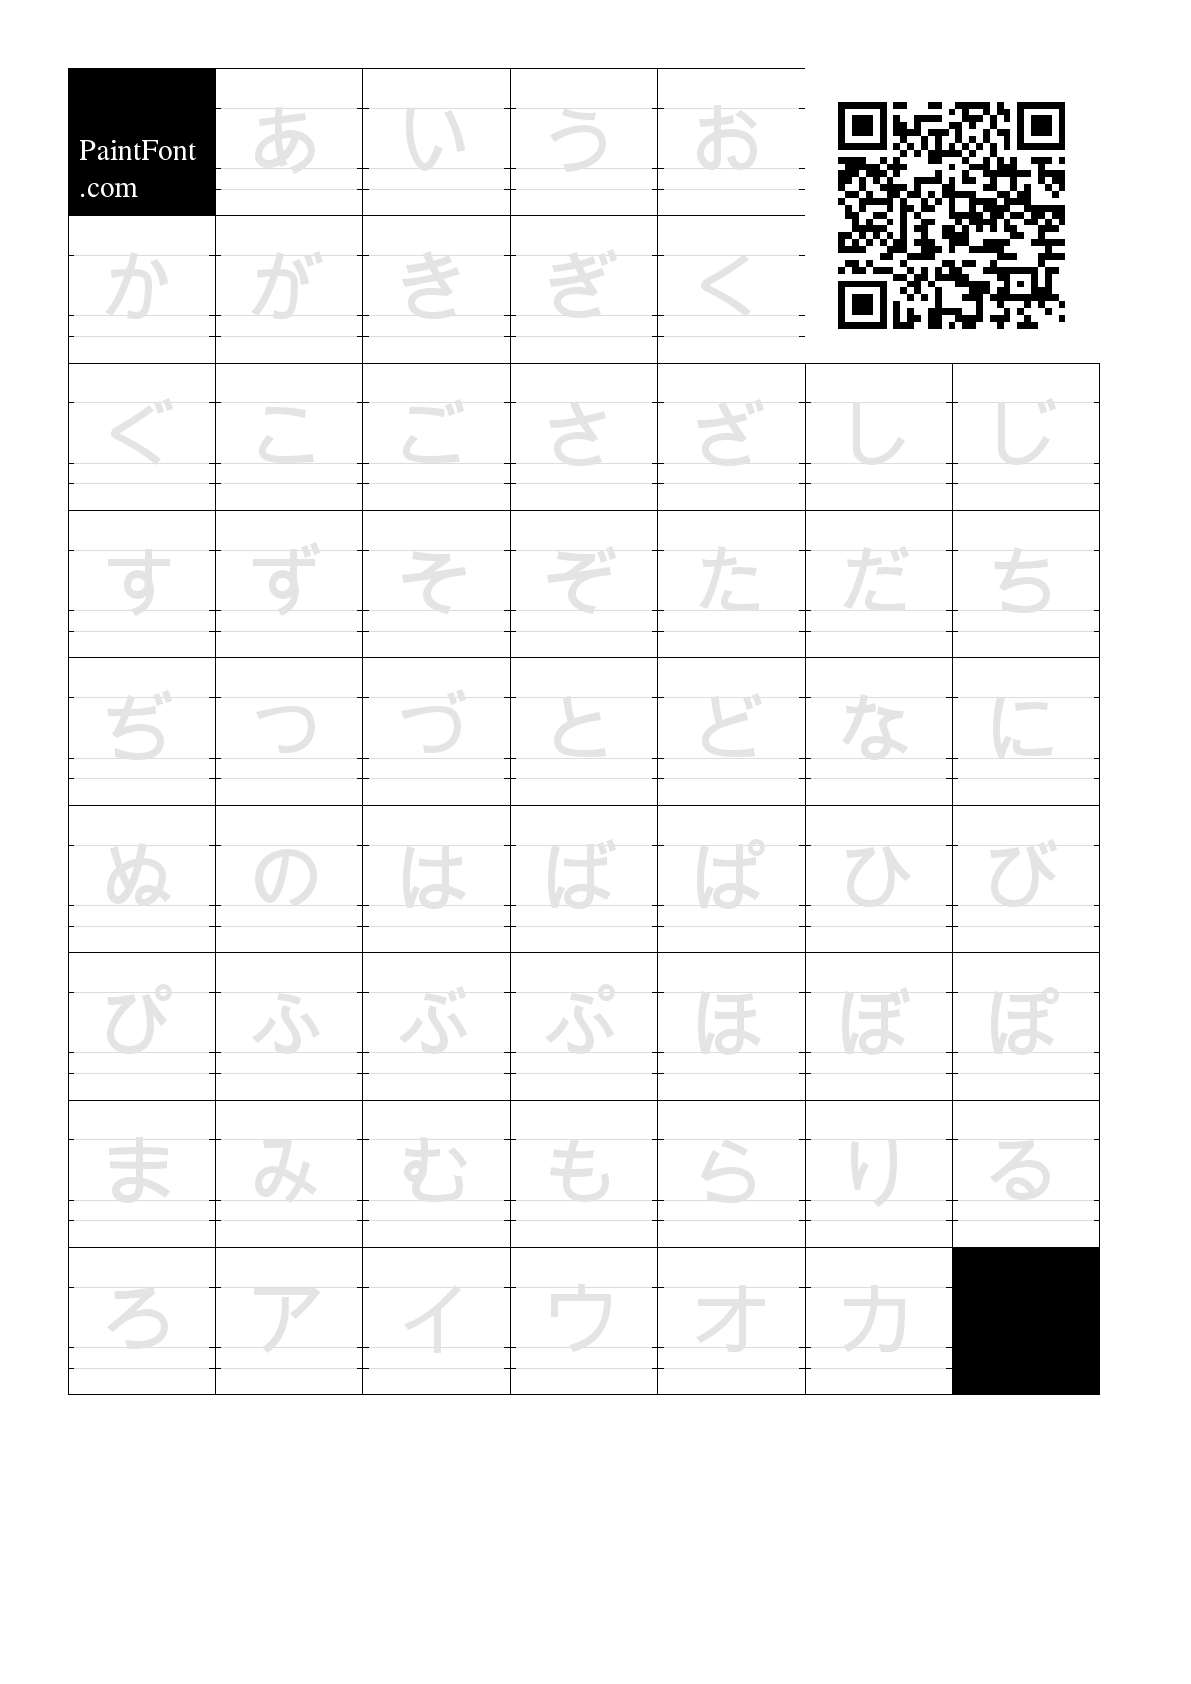 PaintFont
.com
あ い う お
か が き ぎ く
ぐ こ ご さ ざ し じ
す ず そ ぞ た だ ち
ぢ つ づ と ど な に
ぬ の は ば ぱ ひ び
ぴ ふ ぶ ぷ ほ ぼ ぽ
ま み む も ら り る
ろ ア イ ウ オ カ